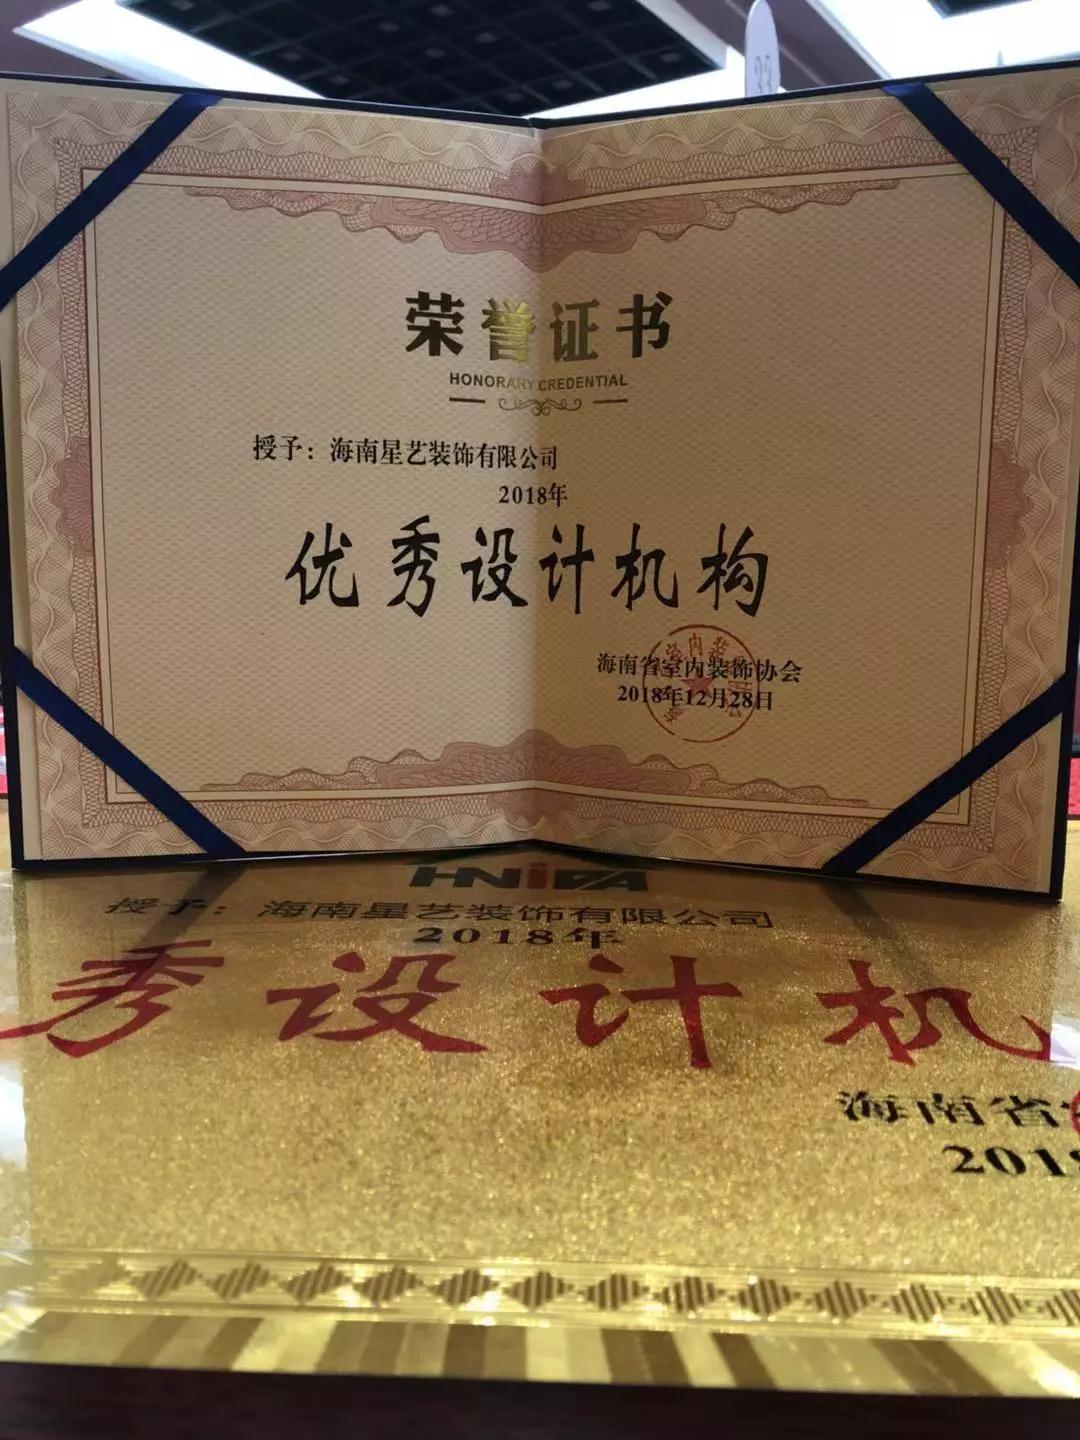 荣誉证书
HONORARY CREDENTIAL
授予：海南星艺装饰有限公司
2018年
优秀设计机构
海南省室内装饰协会
2018年12月28日
HNiDA
授予：海南星艺装饰有限公司
2018年
秀设计机
海南省
201